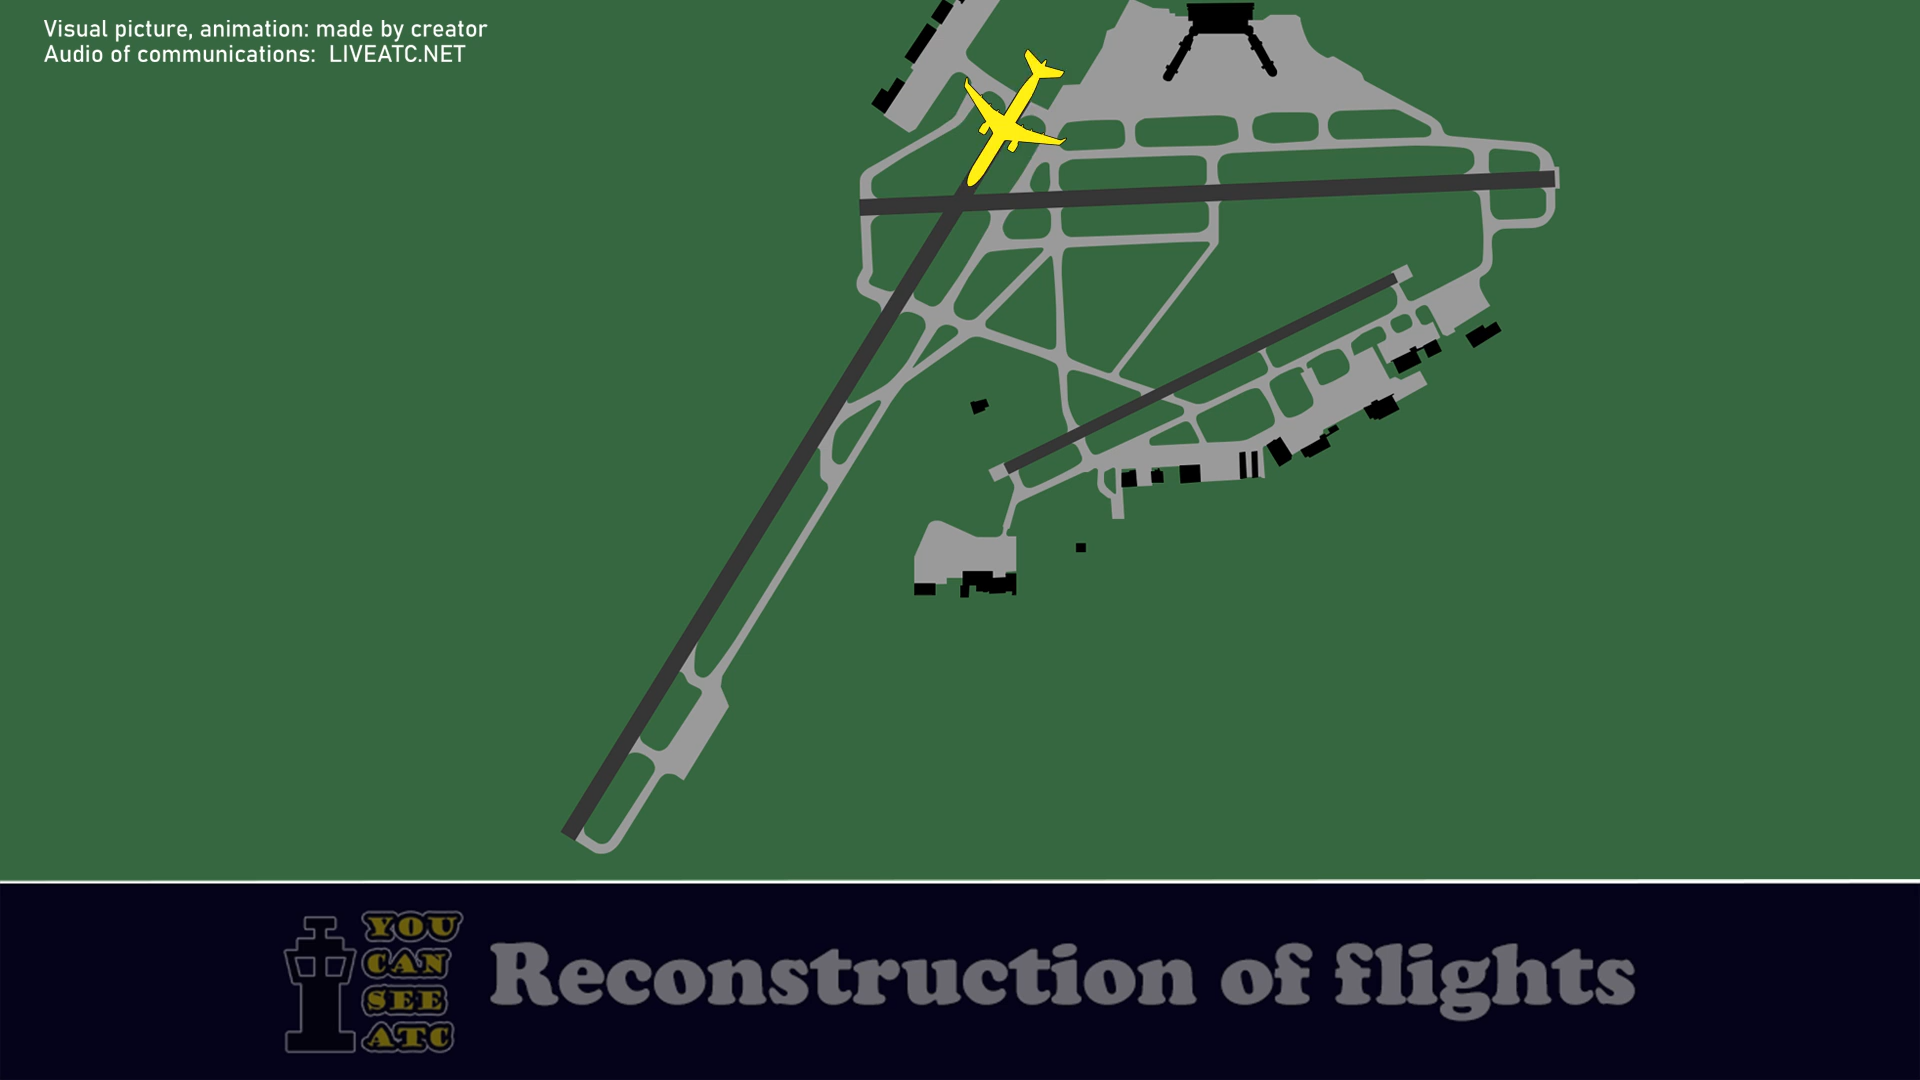 Visual picture, animation: made by creator
Audio of communications:  LIVEATC.NET
YOU
CAN
SEE
ATC
Reconstruction of flights